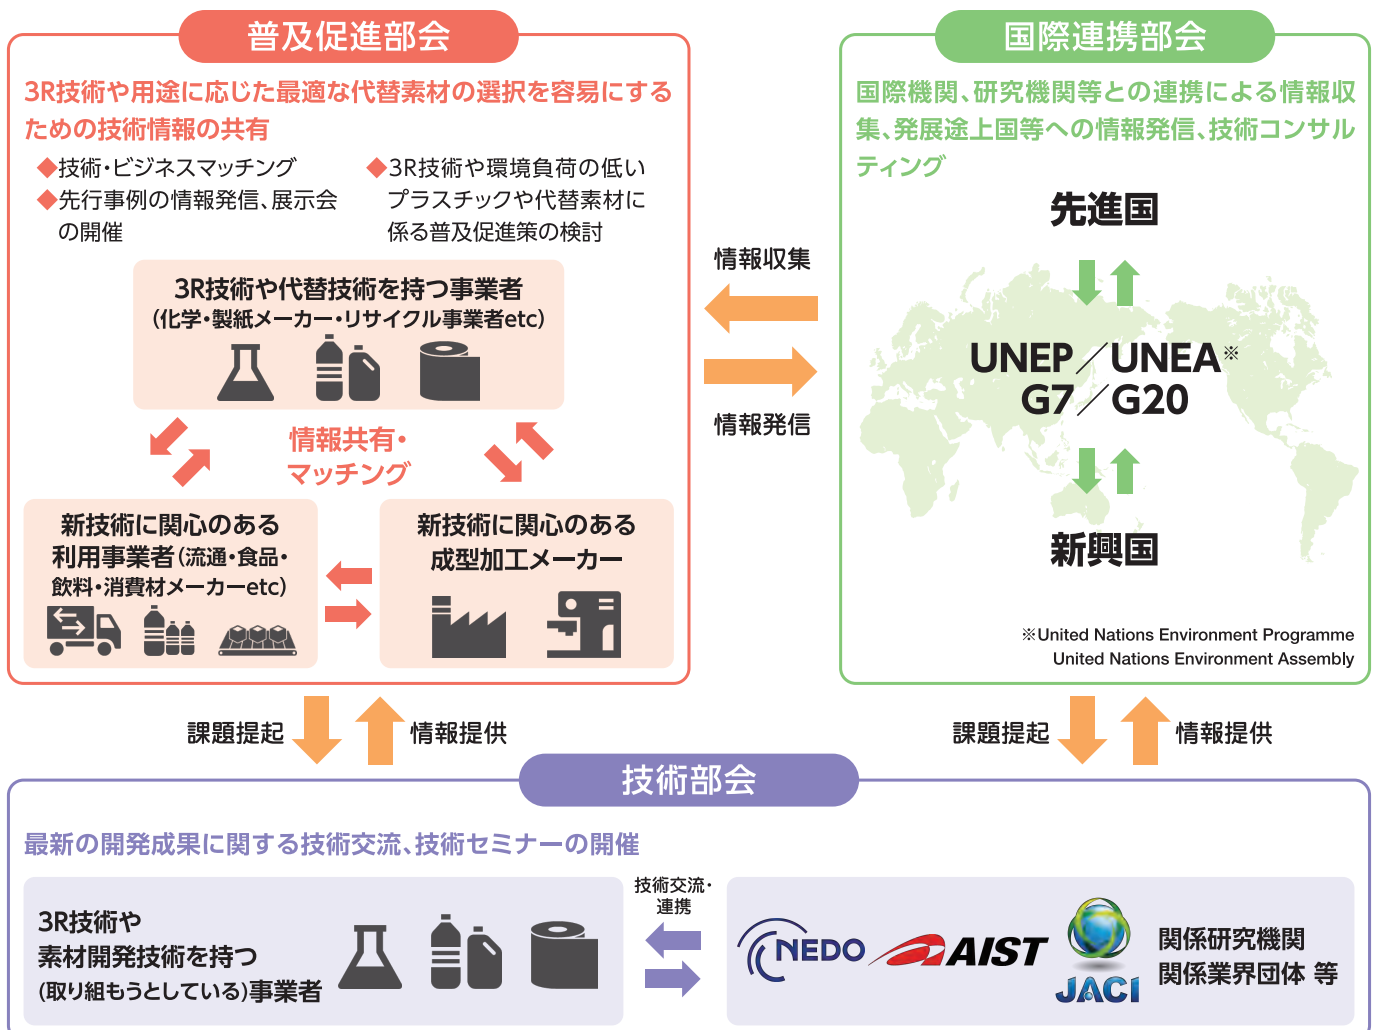 普及促進部会
3R技術や用途に応じた最適な代替素材の選択を容易にする
ための技術情報の共有
◆技術・ビジネスマッチング
◆先行事例の情報発信、展示会
の開催
◆3R技術や環境負荷の低い
プラスチックや代替素材に
係る普及促進策の検討
3R技術や代替技術を持つ事業者
（化学・製紙メーカー・リサイクル事業者etc）
情報共有・
マッチング
新技術に関心のある
利用事業者（流通・食品・
飲料・消費材メーカーetc）
新技術に関心のある
成型加工メーカー
情報収集
情報発信
国際連携部会
国際機関、研究機関等との連携による情報収
集、発展途上国等への情報発信、技術コンサル
ティング
先進国
UNEP／UNEA※
G7／G20
新興国
※United Nations Environment Programme
United Nations Environment Assembly
課題提起
情報提供
課題提起
情報提供
技術部会
最新の開発成果に関する技術交流、技術セミナーの開催
3R技術や
素材開発技術を持つ
(取り組もうとしている)事業者
技術交流・
連携
NEDO
AIST
JACI
関係研究機関
関係業界団体 等